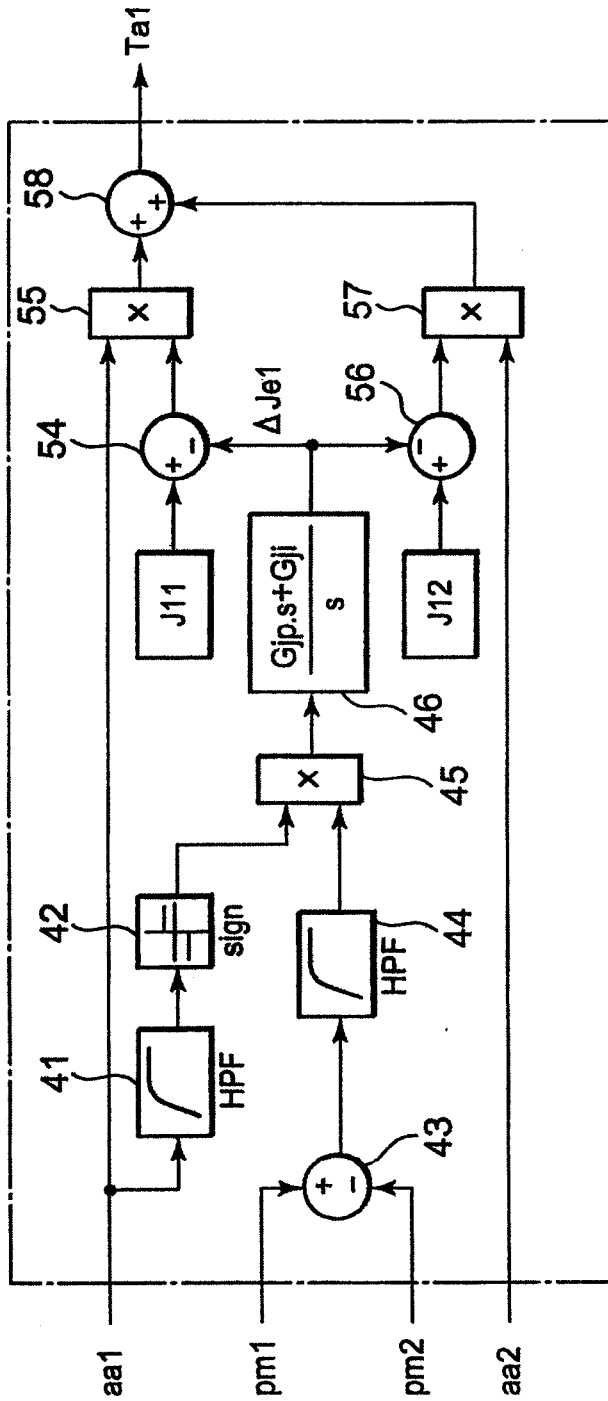 aa1
pm1
pm2
aa2
41
HPF
42
sign
43
+
−
44
HPF
45
×
46
Gjp.s+Gji
s
J11
J12
ΔJe1
54
+
−
56
−
+
55
×
57
×
58
+
+
Ta1